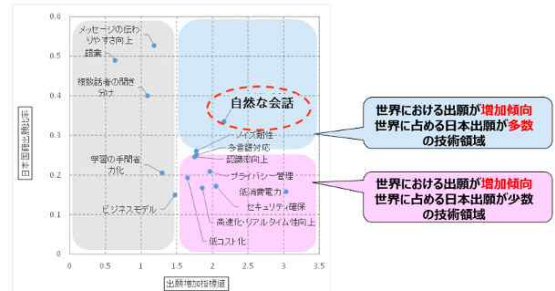 0.6
0.5
0.4
0.3
0.2
0.1
0.0
0
0.5
1
1.5
2
2.5
3
3.5
出願増加指標値
メッセージの伝わ
りやすさ向上
語彙
複数話者の聞き
分け
自然な会話
ノイズ耐性
多言語対応
認識率向上
学習の手間省
力化
プライバシー管理
低消費電力
ビジネスモデル
セキュリティ確保
高速化・リアルタイム性向上
低コスト化
世界における出願が増加傾向
世界に占める日本出願が多数
の技術領域
世界における出願が増加傾向
世界に占める日本出願が少数
の技術領域